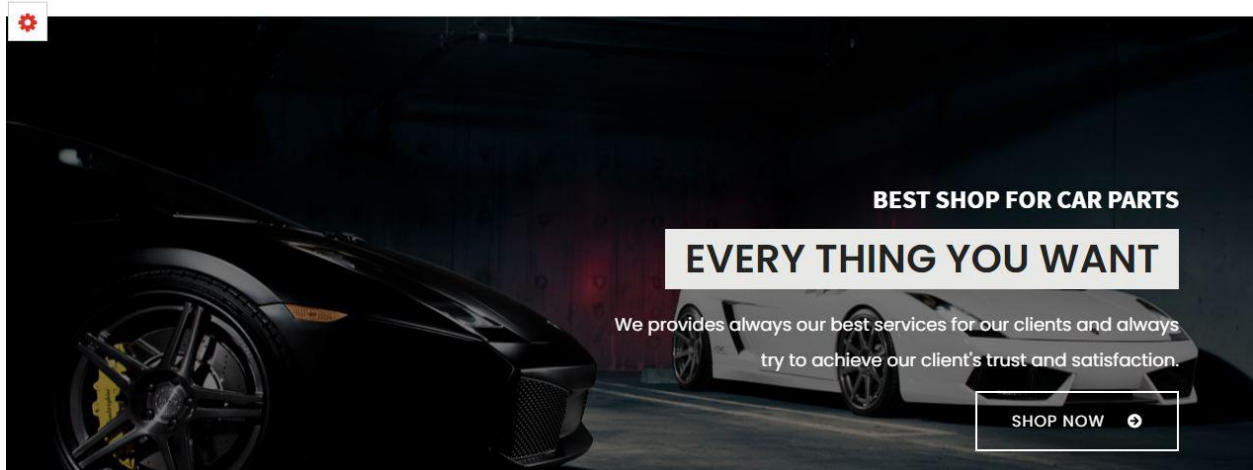 BEST SHOP FOR CAR PARTS
EVERY THING YOU WANT
We provides always our best services for our clients and always
try to achieve our client's trust and satisfaction.
SHOP NOW